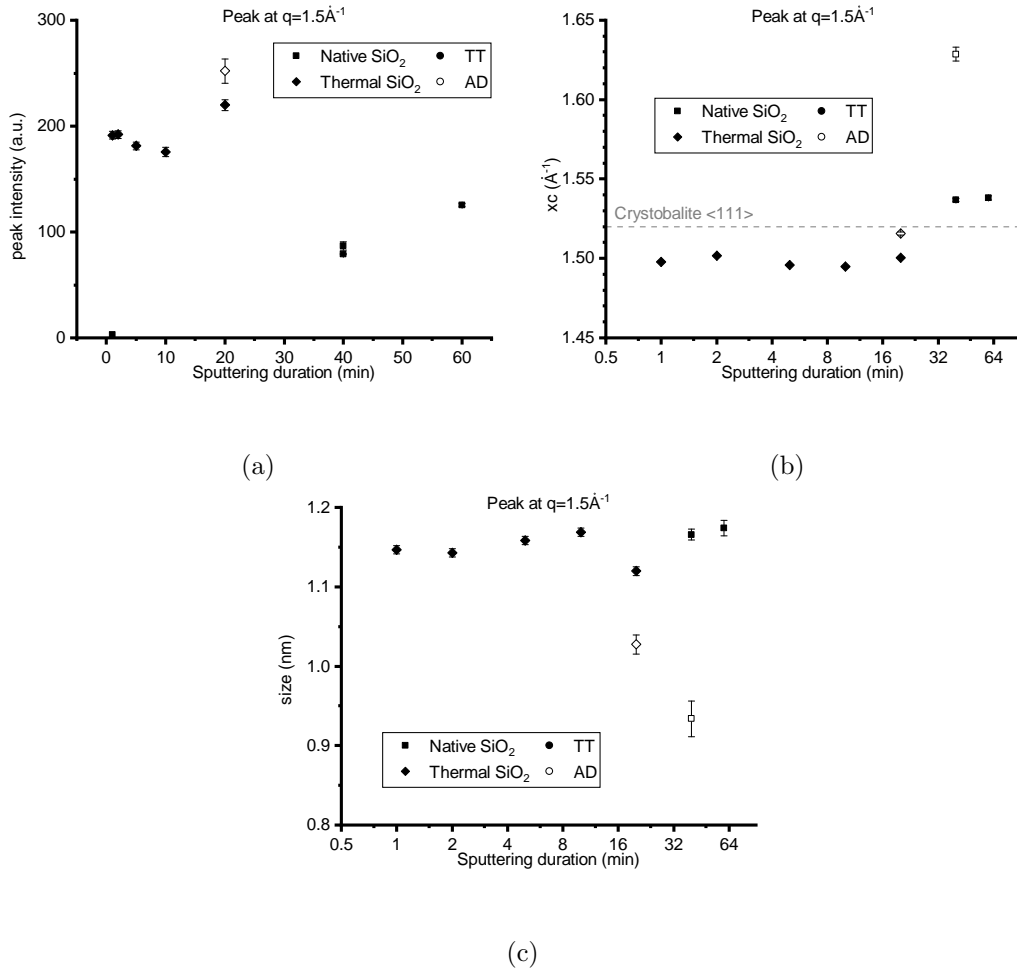 Peak at q=1.5Å⁻¹
300
200
100
0
peak intensity (a.u.)
Native SiO₂ TT
Thermal SiO₂ AD
0 10 20 30 40 50 60
Sputtering duration (min)
(a)
Peak at q=1.5Å⁻¹
1.65
1.60
1.55
1.50
1.45
xc (Å⁻¹)
Native SiO₂ TT
Thermal SiO₂ AD
Crystobalite <111>
0.5 1 2 4 8 16 32 64
Sputtering duration (min)
(b)
Peak at q=1.5Å⁻¹
1.2
1.1
1.0
0.9
0.8
size (nm)
Native SiO₂ TT
Thermal SiO₂ AD
0.5 1 2 4 8 16 32 64
Sputtering duration (min)
(c)